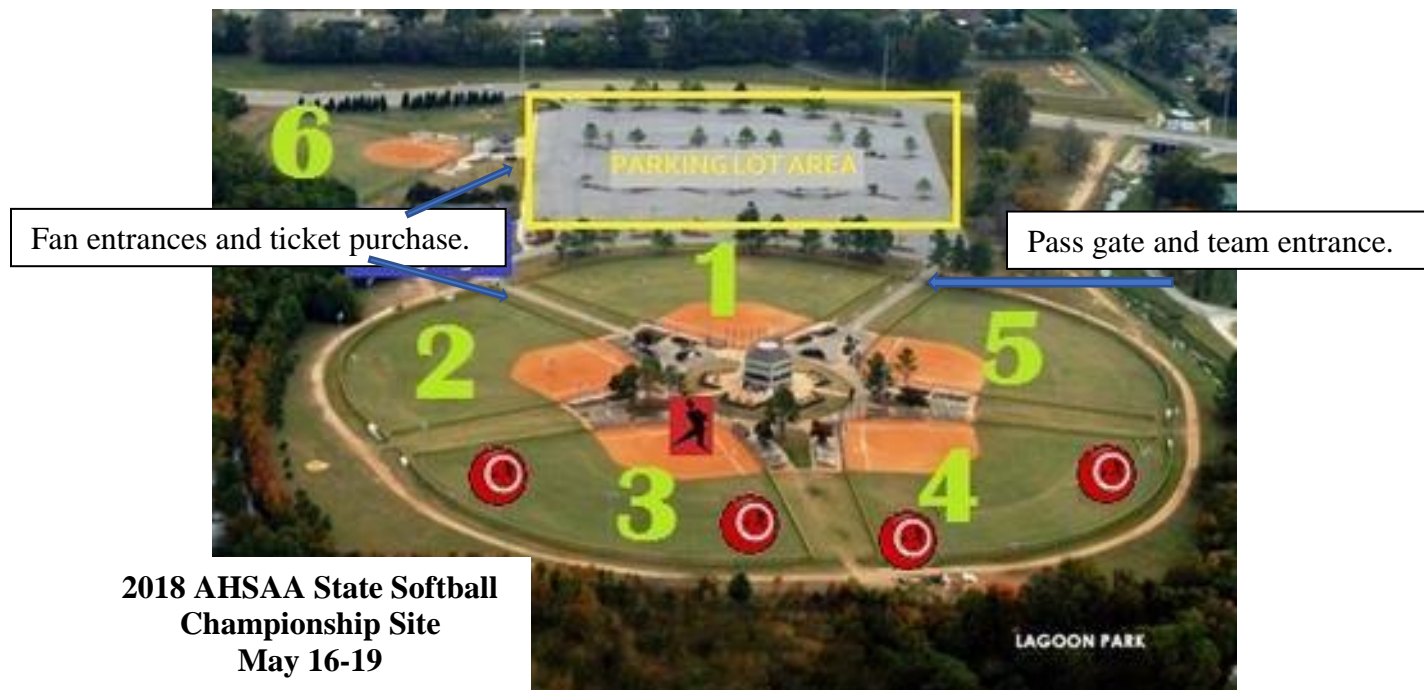 6
PARKING LOT AREA
Fan entrances and ticket purchase.
Pass gate and team entrance.
1
2
5
3
4
2018 AHSAA State Softball
Championship Site
May 16-19
LAGOON PARK